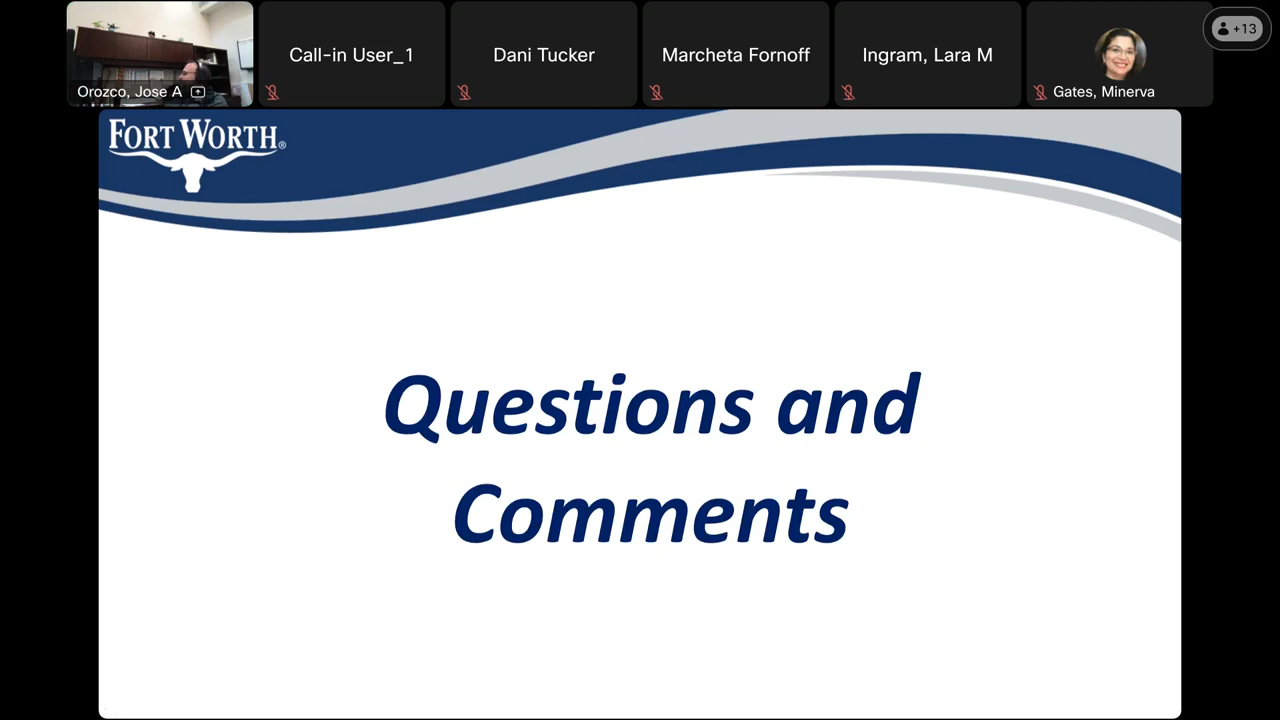 Orozco, Jose A
Call-in User_1
Dani Tucker
Marcheta Fornoff
Ingram, Lara M
Gates, Minerva
+13
FORT WORTH®
Questions and
Comments